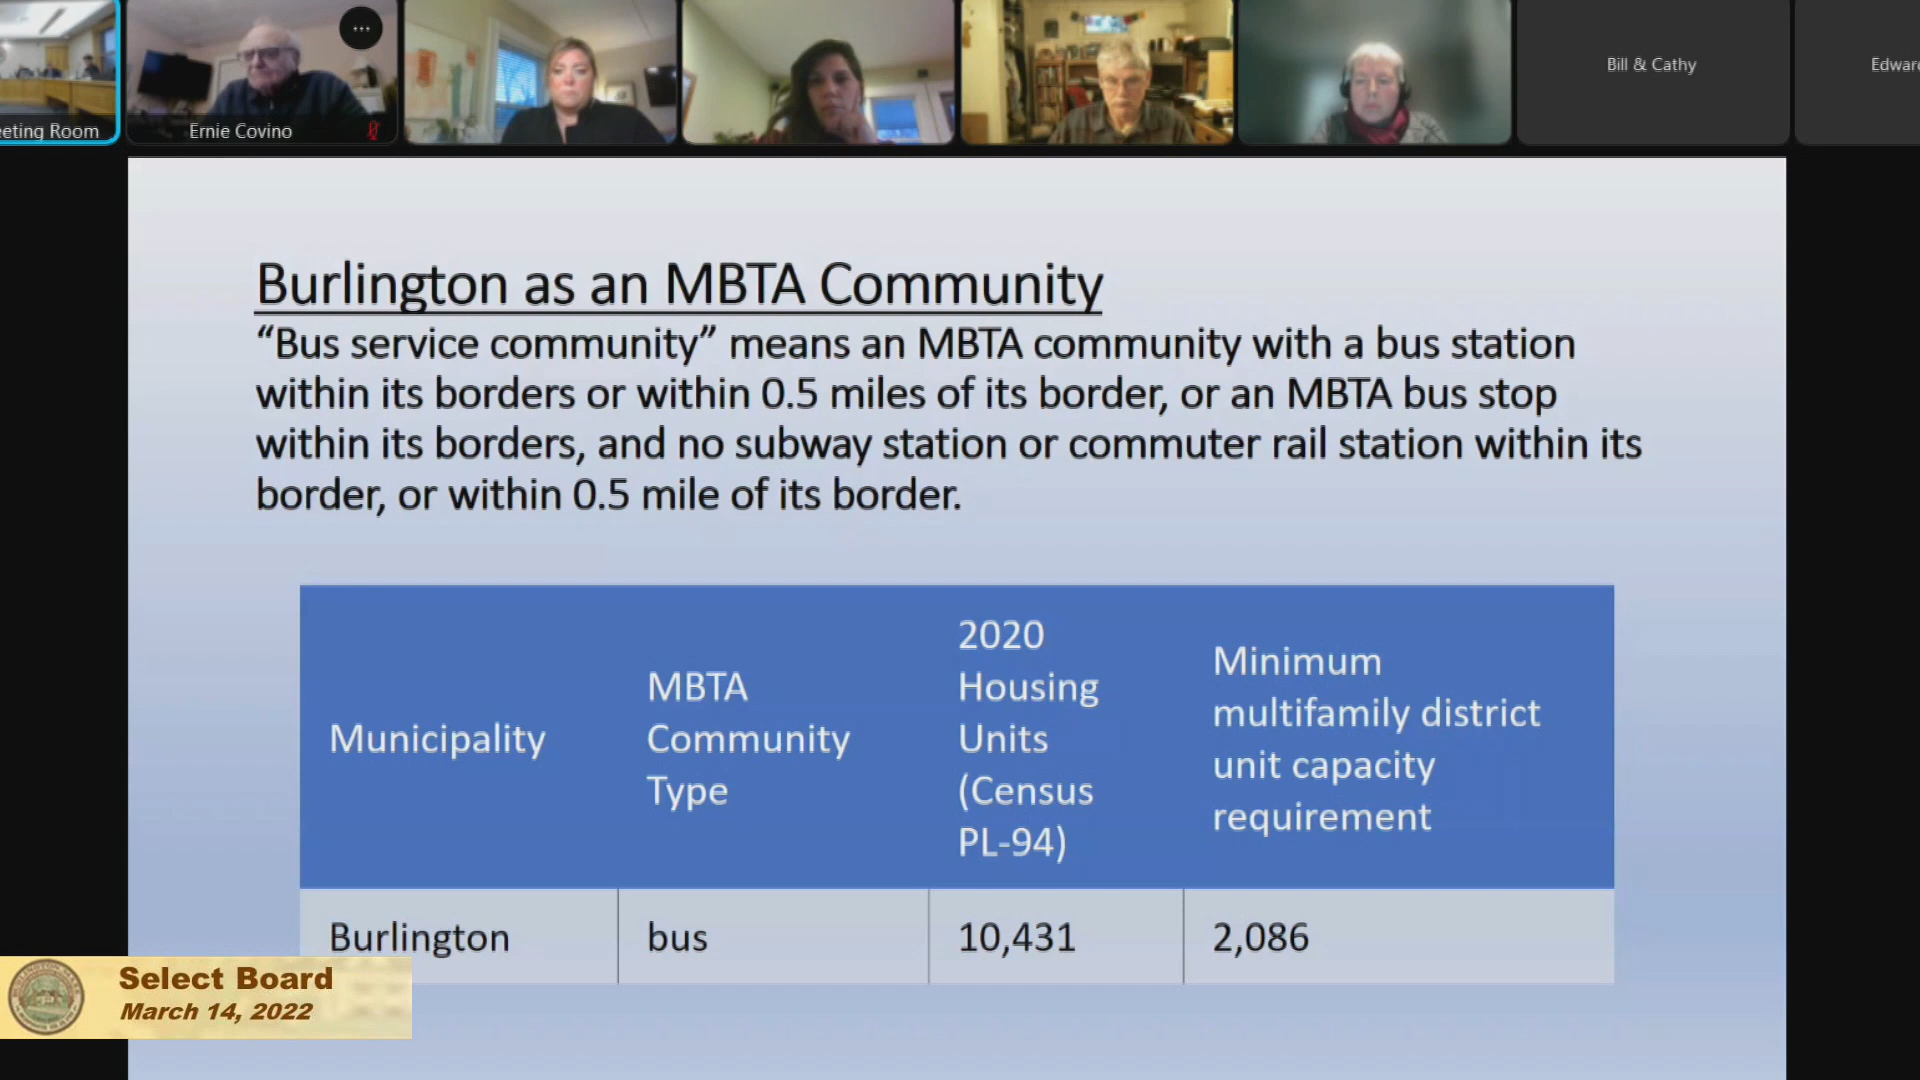 eting Room
Ernie Covino
Bill & Cathy
Edwar
Burlington as an MBTA Community
“Bus service community” means an MBTA community with a bus station
within its borders or within 0.5 miles of its border, or an MBTA bus stop
within its borders, and no subway station or commuter rail station within its
border, or within 0.5 mile of its border.
Municipality
MBTA
Community
Type
2020
Housing
Units
(Census
PL-94)
Minimum
multifamily district
unit capacity
requirement
Burlington
bus
10,431
2,086
Select Board
March 14, 2022